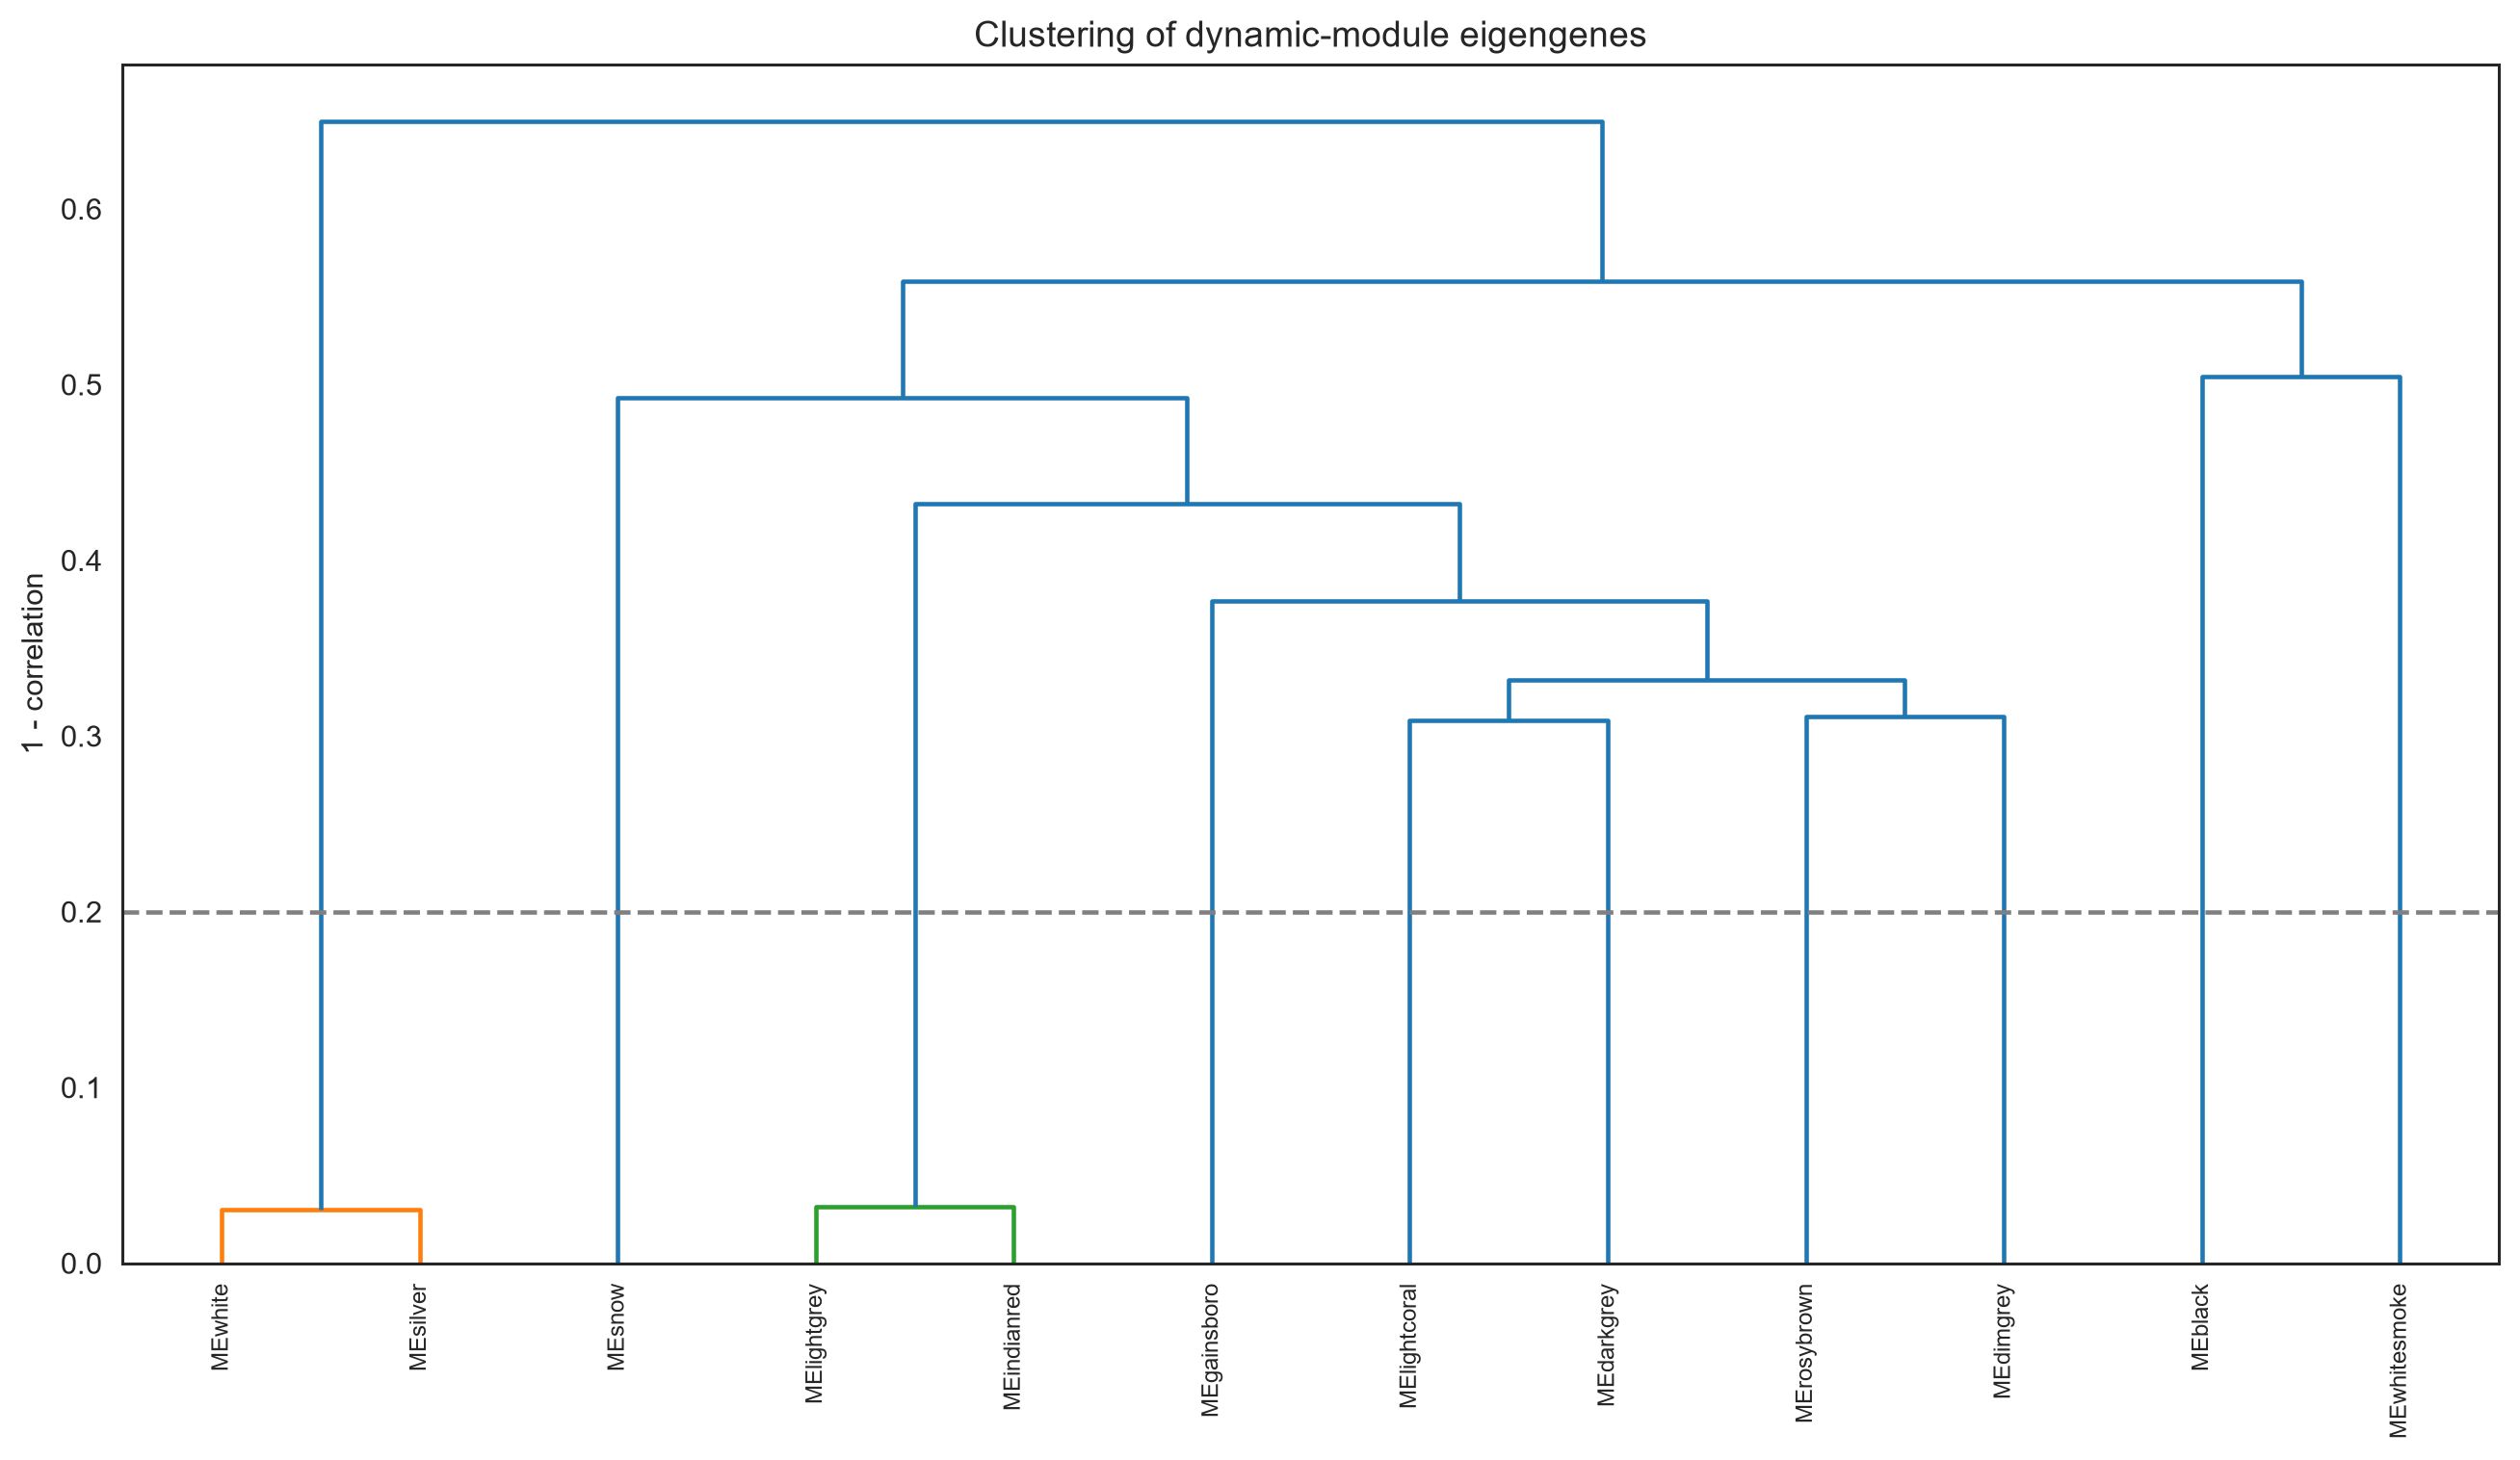 Clustering of dynamic-module eigengenes
1 - correlation
0.6
0.5
0.4
0.3
0.2
0.1
0.0
MEwhite
MEsilver
MEsnow
MElightgrey
MEindianred
MEgainsboro
MElightcoral
MEdarkgrey
MErosybrown
MEdimgrey
MEblack
MEwhitesmoke